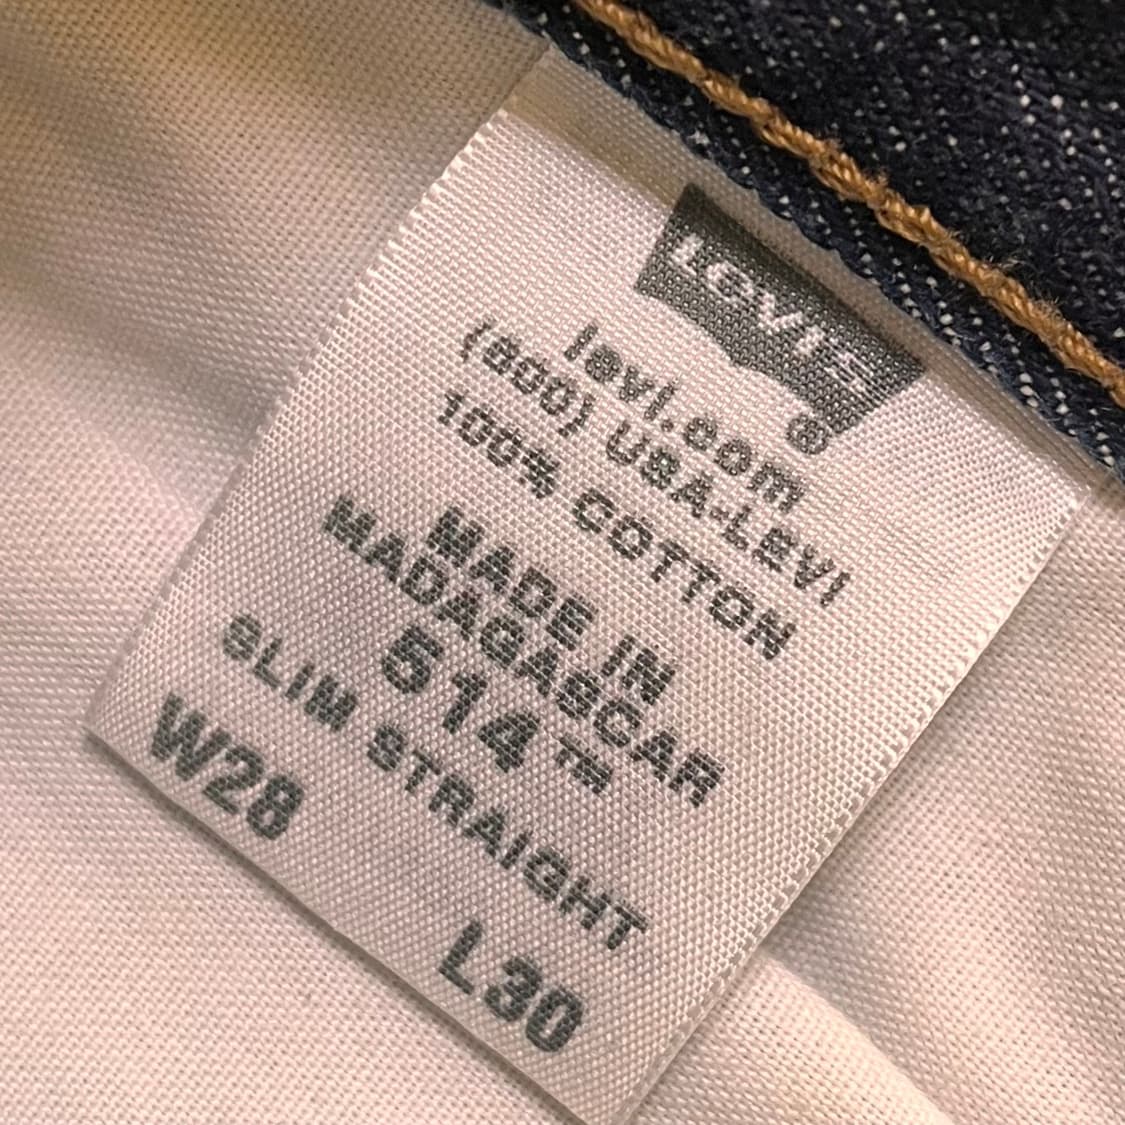 LEVI'S
®
levi.com
(800) USA-LEVI
100% COTTON
MADE IN
MADAGASCAR
514™
SLIM STRAIGHT
W28 L30